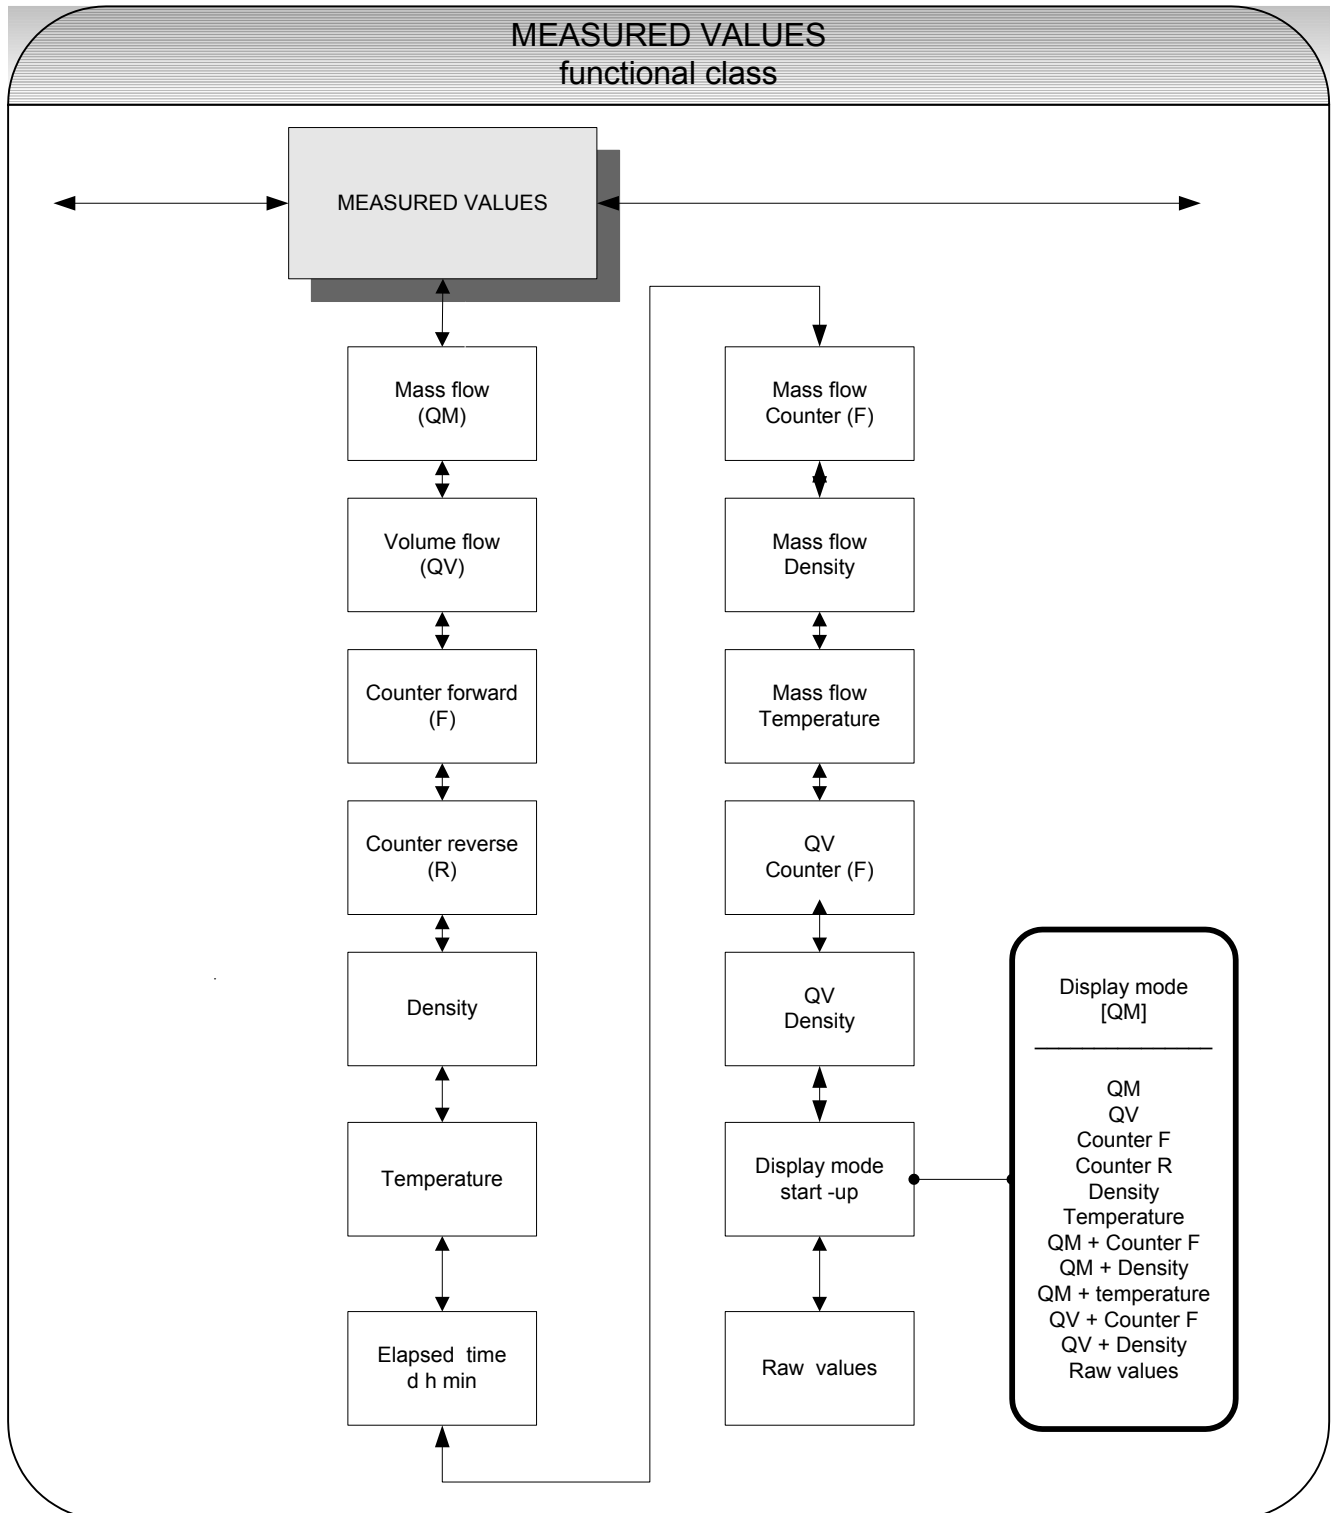 MEASURED VALUES
functional class
MEASURED VALUES
Mass flow
(QM)
Volume flow
(QV)
Counter forward
(F)
Counter reverse
(R)
Density
Temperature
Elapsed time
d h min
Mass flow
Counter (F)
Mass flow
Density
Mass flow
Temperature
QV
Counter (F)
QV
Density
Display mode
start -up
Raw values
Display mode
[QM]
QM
QV
Counter F
Counter R
Density
Temperature
QM + Counter F
QM + Density
QM + temperature
QV + Counter F
QV + Density
Raw values